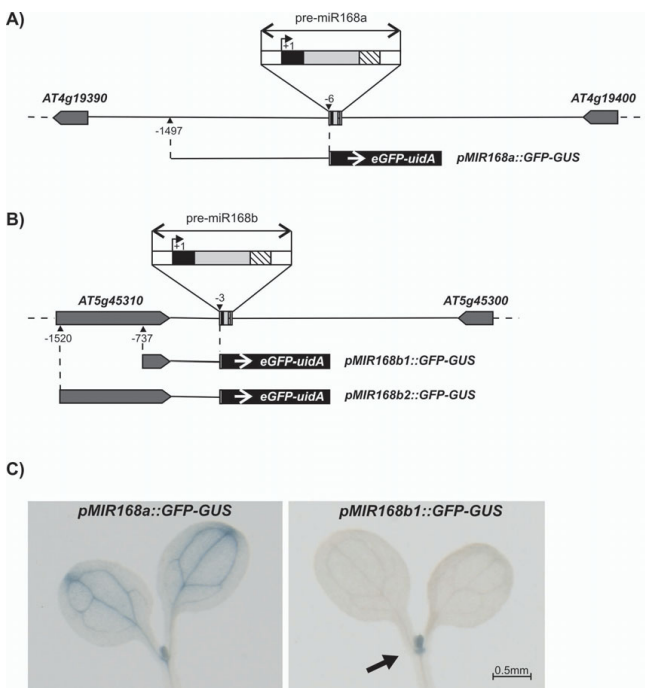 A)
pre-miR168a
+1
AT4g19390
-6
AT4g19400
-1497
eGFP-uidA pMIR168a::GFP-GUS
B)
pre-miR168b
+1
AT5g45310
-3
AT5g45300
-1520
-737
eGFP-uidA pMIR168b1::GFP-GUS
eGFP-uidA pMIR168b2::GFP-GUS
C)
pMIR168a::GFP-GUS
pMIR168b1::GFP-GUS
0.5mm